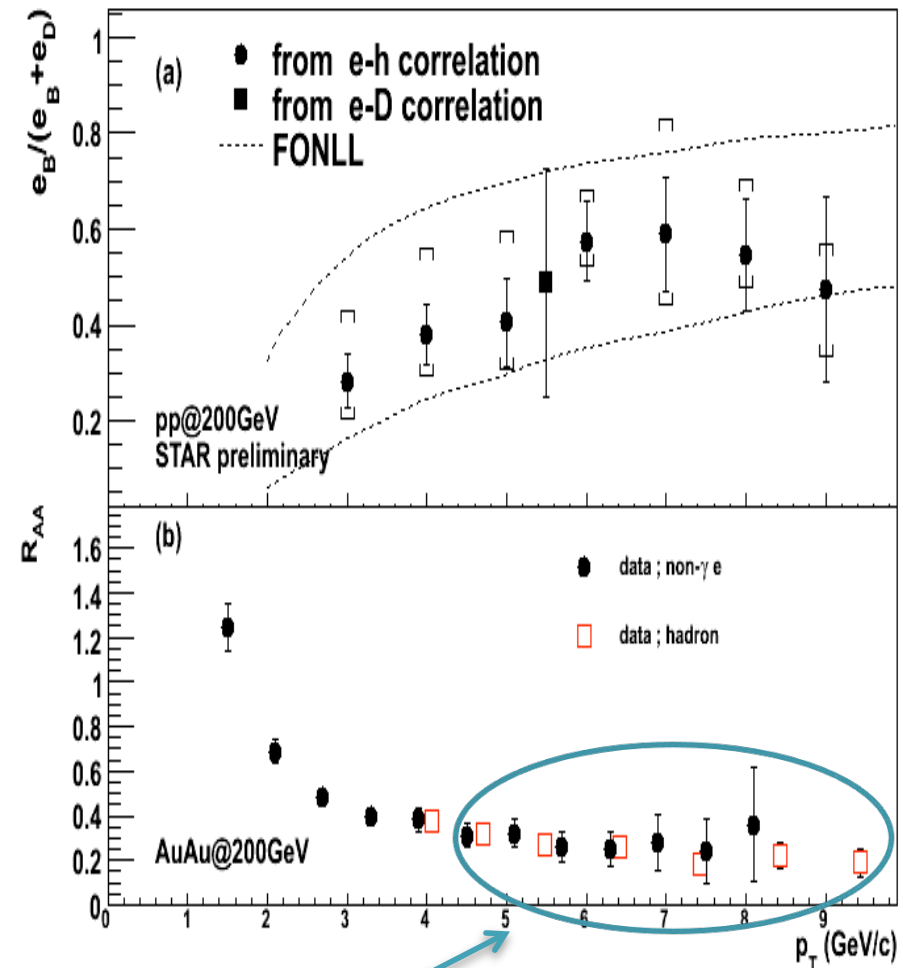 e_B/(e_B+e_D)
1
0.8
0.6
0.4
0.2
(a)
from e-h correlation
from e-D correlation
FONLL
pp@200GeV
STAR preliminary
R_AA
1.6
1.4
1.2
1
0.8
0.6
0.4
0.2
0
(b)
data ; non-γ e
data ; hadron
AuAu@200GeV
0 1 2 3 4 5 6 7 8 9
p_T (GeV/c)